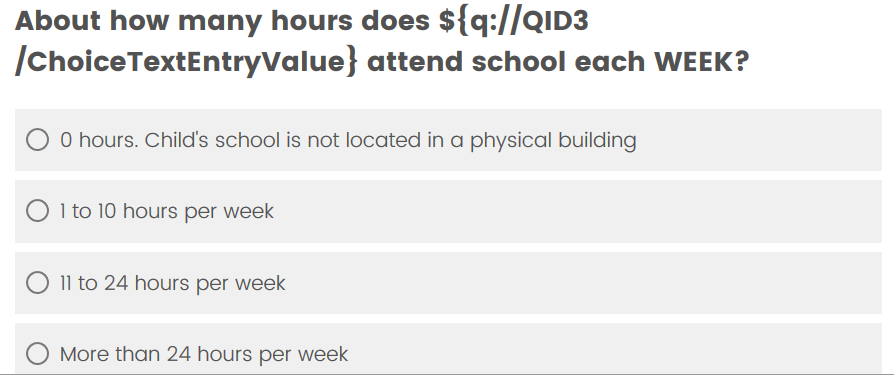 About how many hours does ${q://QID3
/ChoiceTextEntryValue} attend school each WEEK?
0 hours. Child's school is not located in a physical building
1 to 10 hours per week
11 to 24 hours per week
More than 24 hours per week